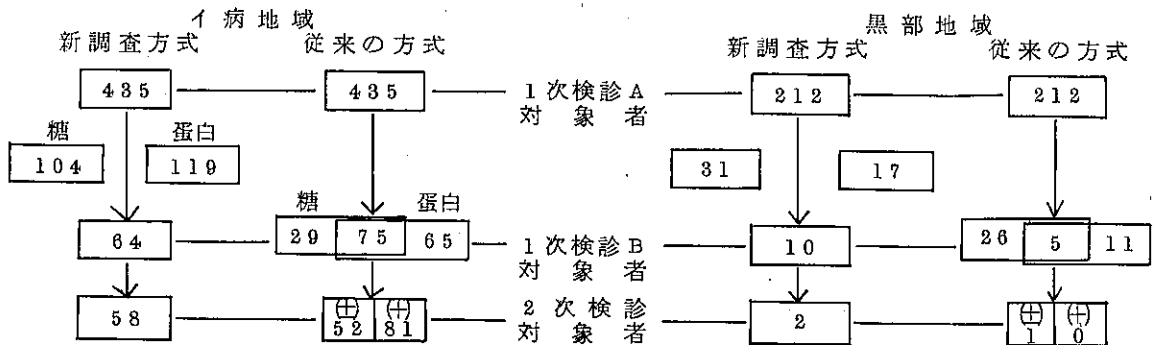 イ病地域 黒部地域
新調査方式 従来の方式 新調査方式 従来の方式
435 435 1次検診A 212 212
対象者
糖 蛋白
104 119 31 17
糖 蛋白
64 29 75 65 1次検診B 10 26 5 11
対象者
58 (±) 52 (+) 81 2次検診 2 (±) 1 (+) 0
対象者